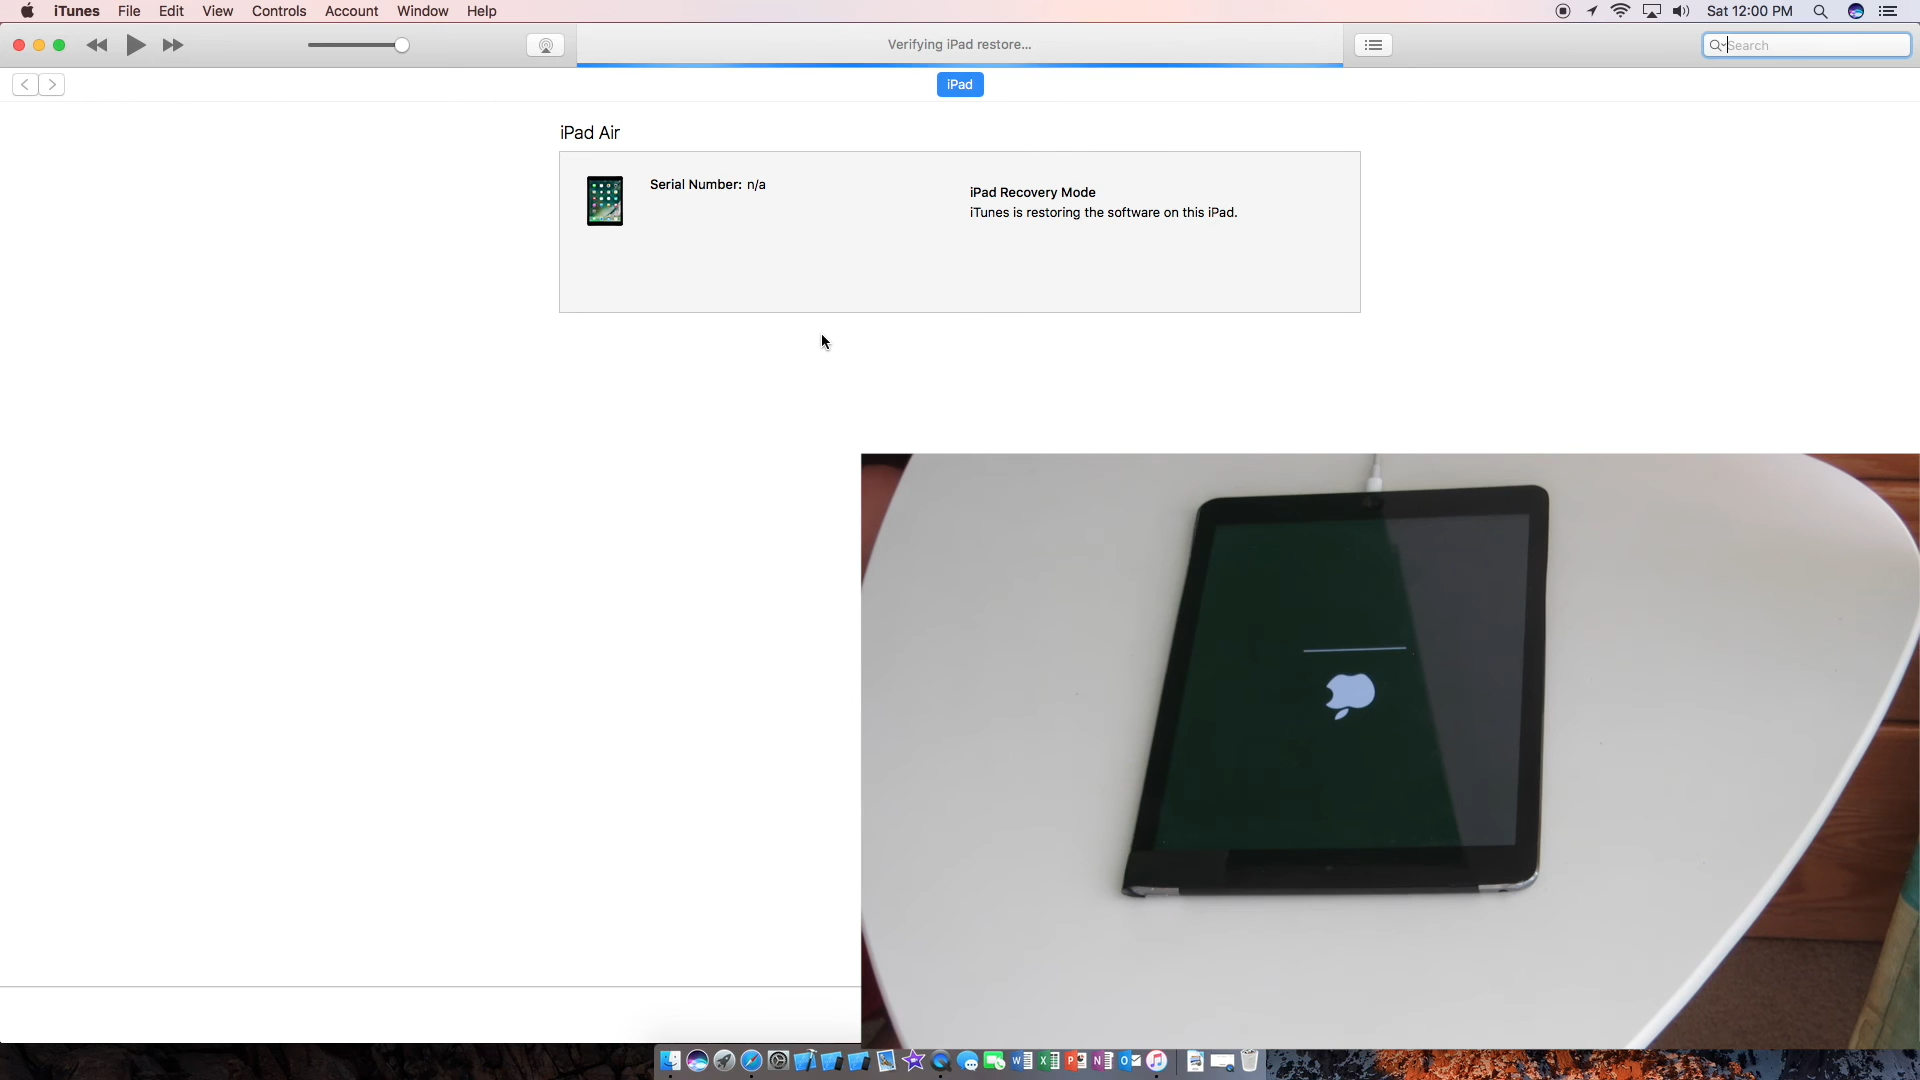 iTunes File Edit View Controls Account Window Help Sat 12:00 PM
Verifying iPad restore...
Search
iPad
iPad Air
Serial Number: n/a
iPad Recovery Mode
iTunes is restoring the software on this iPad.